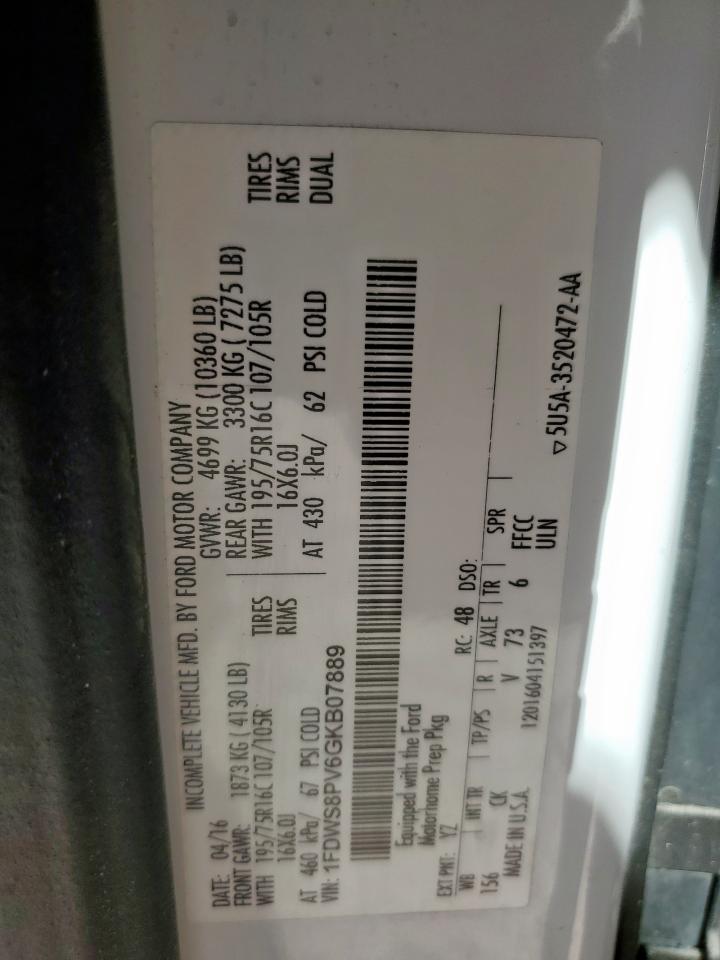 INCOMPLETE VEHICLE MFD. BY FORD MOTOR COMPANY
DATE: 04/16 GVWR: 4699 KG (10360 LB)
FRONT GAWR: 1873 KG ( 4130 LB) REAR GAWR: 3300 KG ( 7275 LB)
WITH 195/75R16C 107/105R TIRES WITH 195/75R16C 107/105R TIRES
16X6.0J RIMS 16X6.0J RIMS
AT 460 kPa/ 67 PSI COLD AT 430 kPa/ 62 PSI COLD DUAL
VIN: 1FDWS8PV6GKB07889
Equipped with the Ford
Motorhome Prep Pkg
EXT PNT: YZ RC: 48 DSO:
WB INT TR TP/PS R AXLE TR SPR
156 CK V 73 6 FFCC
MADE IN U.S.A. ULN
1201604151397
▽ 5U5A-3520472-AA